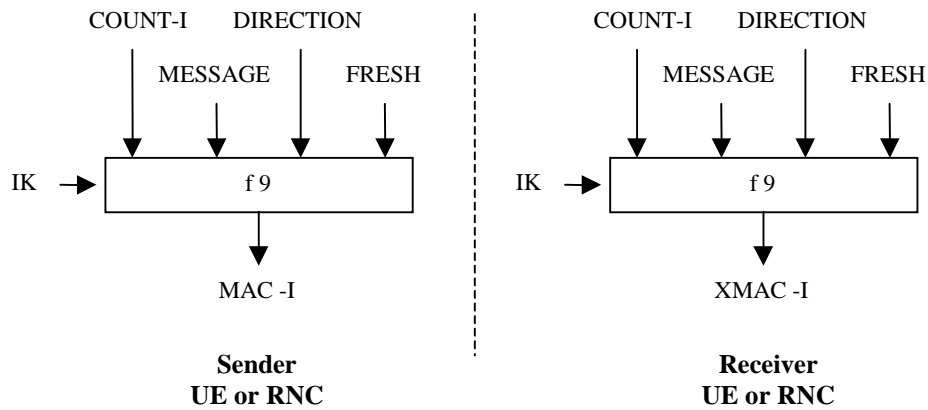 COUNT-I DIRECTION COUNT-I DIRECTION
MESSAGE FRESH MESSAGE FRESH
IK f 9 IK f 9
MAC -I XMAC -I
Sender Receiver
UE or RNC UE or RNC